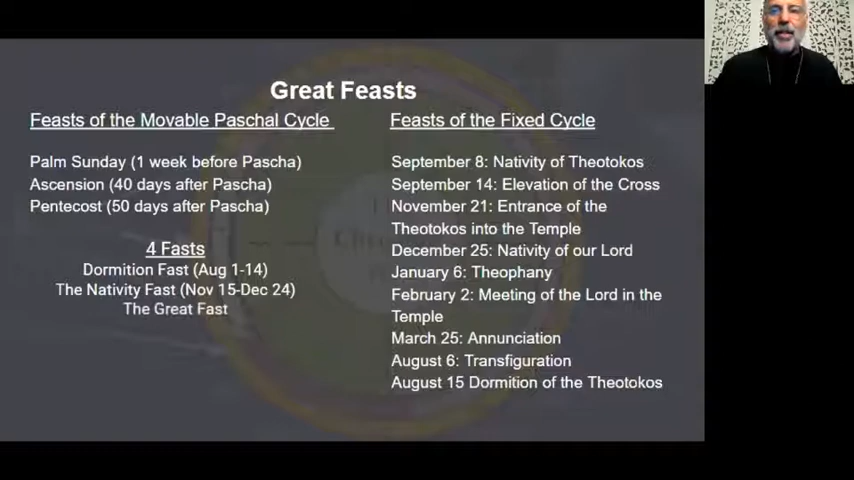 Great Feasts
Feasts of the Movable Paschal Cycle
Palm Sunday (1 week before Pascha)
Ascension (40 days after Pascha)
Pentecost (50 days after Pascha)
4 Fasts
Dormition Fast (Aug 1-14)
The Nativity Fast (Nov 15-Dec 24)
The Great Fast
Feasts of the Fixed Cycle
September 8: Nativity of Theotokos
September 14: Elevation of the Cross
November 21: Entrance of the
Theotokos into the Temple
December 25: Nativity of our Lord
January 6: Theophany
February 2: Meeting of the Lord in the
Temple
March 25: Annunciation
August 6: Transfiguration
August 15 Dormition of the Theotokos